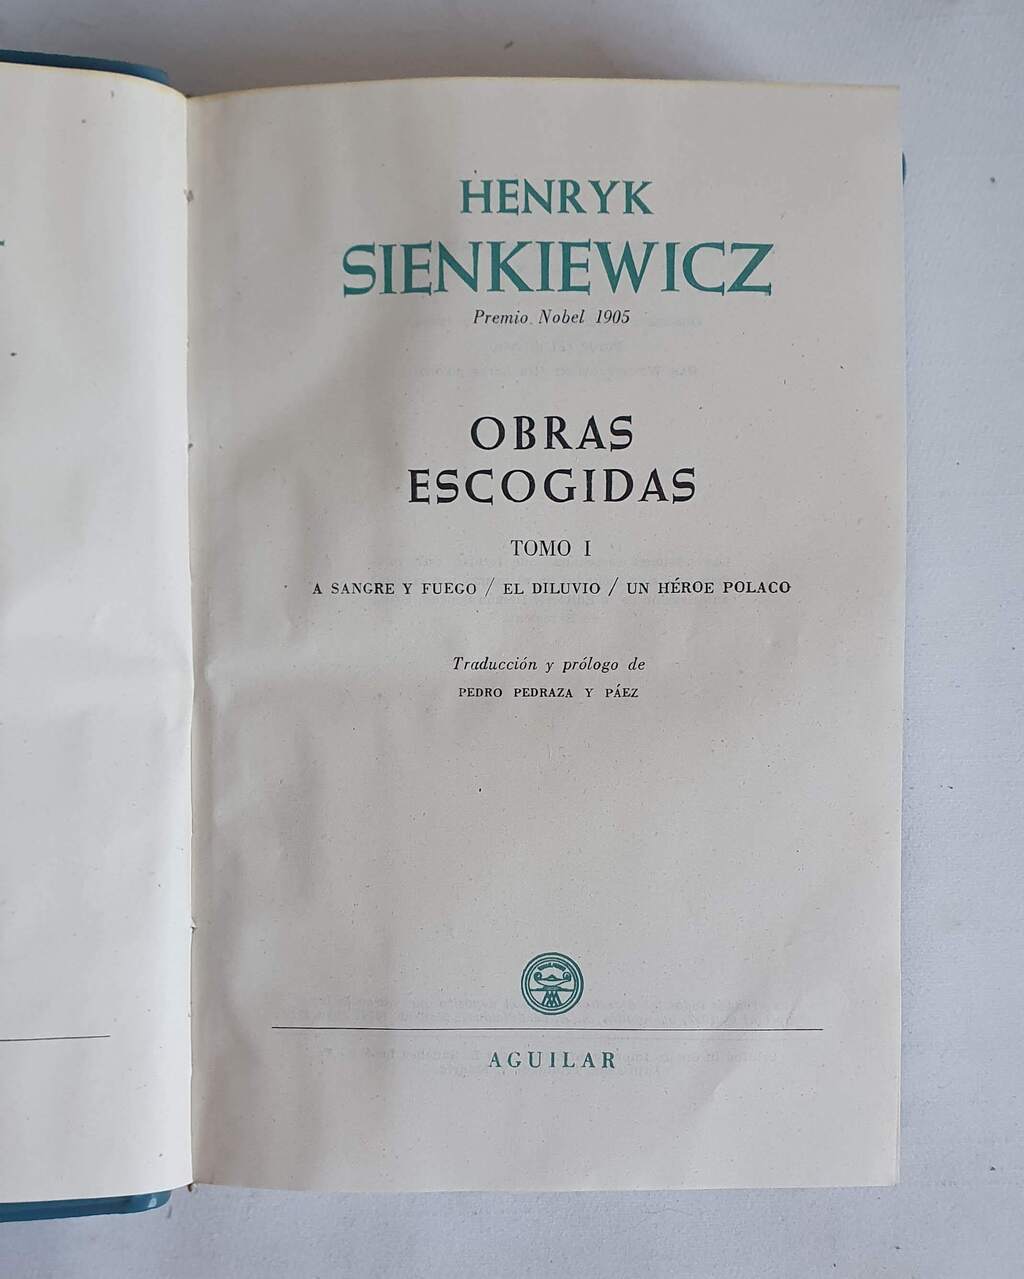 HENRYK
SIENKIEWICZ
Premio Nobel 1905
OBRAS
ESCOGIDAS
TOMO I
A SANGRE Y FUEGO / EL DILUVIO / UN HÉROE POLACO
Traducción y prólogo de
PEDRO PEDRAZA Y PÁEZ
AGUILAR